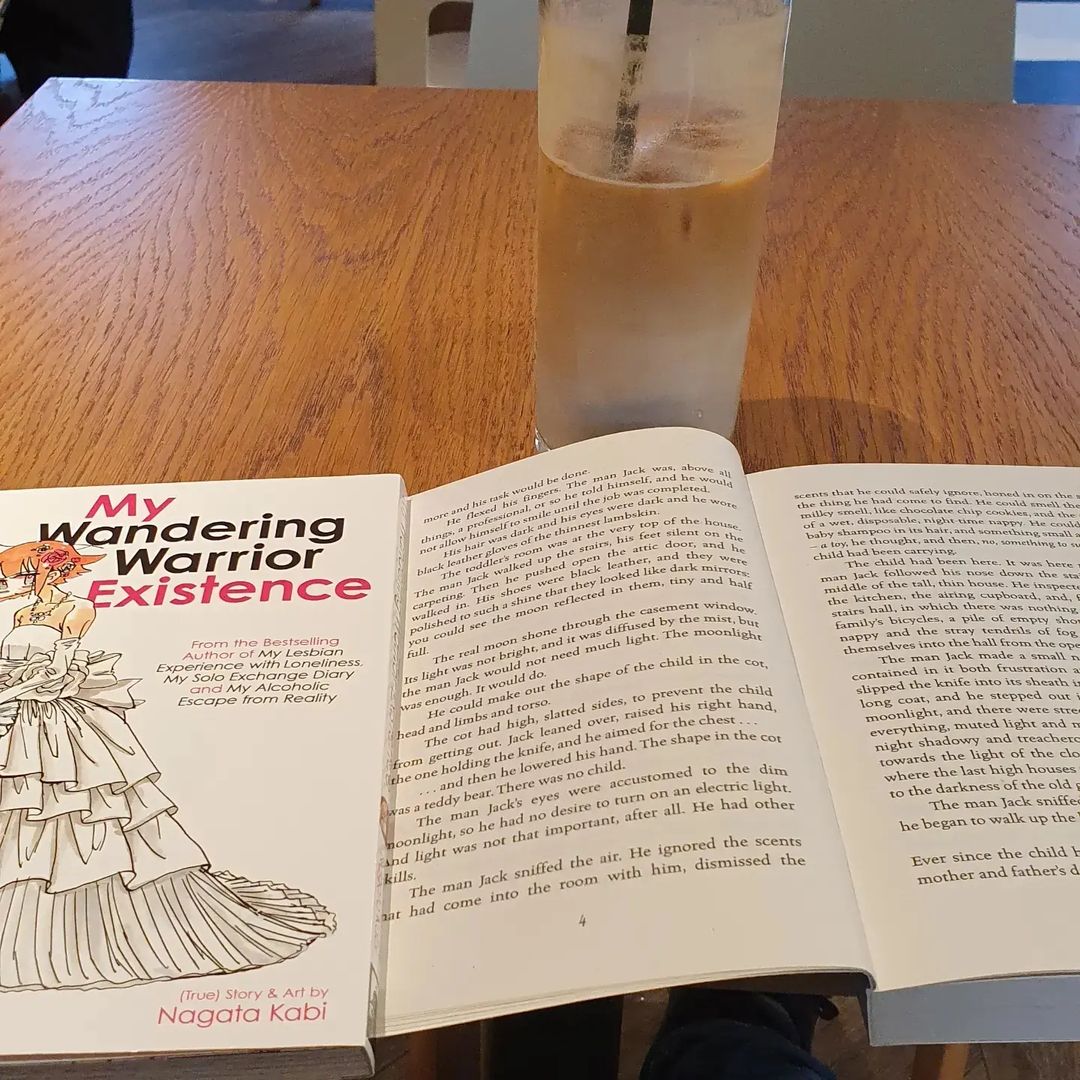 My
Wandering
Warrior
Existence
From the Bestselling
Author of My Lesbian
Experience with Loneliness,
My Solo Exchange Diary
and My Alcoholic
Escape from Reality
(True) Story & Art by
Nagata Kabi
more and his task would be done.
He flexed his fingers. The man Jack was, above all
things, a professional, or so he told himself, and he would
not allow himself to smile until the job was completed.
His hair was dark and his eyes were dark and he wore
black leather gloves of the thinnest lambskin.
The toddler's room was at the very top of the house.
The man Jack walked up the stairs, his feet silent on the
carpeting. Then he pushed open the attic door, and he
walked in. His shoes were black leather, and they were
polished to such a shine that they looked like dark mirrors:
you could see the moon reflected in them, tiny and half
full.
The real moon shone through the casement window.
Its light was not bright, and it was diffused by the mist, but
the man Jack would not need much light. The moonlight
was enough. It would do.
He could make out the shape of the child in the cot,
head and limbs and torso.
The cot had high, slatted sides, to prevent the child
from getting out. Jack leaned over, raised his right hand,
the one holding the knife, and he aimed for the chest . . .
. . . and then he lowered his hand. The shape in the cot
was a teddy bear. There was no child.
The man Jack's eyes were accustomed to the dim
moonlight, so he had no desire to turn on an electric light.
And light was not that important, after all. He had other
skills.
The man Jack sniffed the air. He ignored the scents
that had come into the room with him, dismissed the
4
scents that he could safely ignore, honed in on the
the thing he had come to find. He could smell the
milky smell, like chocolate chip cookies, and the
of a wet, disposable, night-time nappy. He could
baby shampoo in its hair, and something small a
– a toy, he thought, and then, no, something to su
child had been carrying.
The child had been here. It was here
man Jack followed his nose down the stai
middle of the tall, thin house. He inspect
the kitchen, the airing cupboard, and,
stairs hall, in which there was nothing
family's bicycles, a pile of empty shop
nappy and the stray tendrils of fog
themselves into the hall from the ope
The man Jack made a small n
contained in it both frustration a
slipped the knife into its sheath in
long coat, and he stepped out i
moonlight, and there were stree
everything, muted light and m
night shadowy and treachero
towards the light of the clo
where the last high houses
to the darkness of the old g
The man Jack sniffe
he began to walk up the
Ever since the child h
mother and father's d